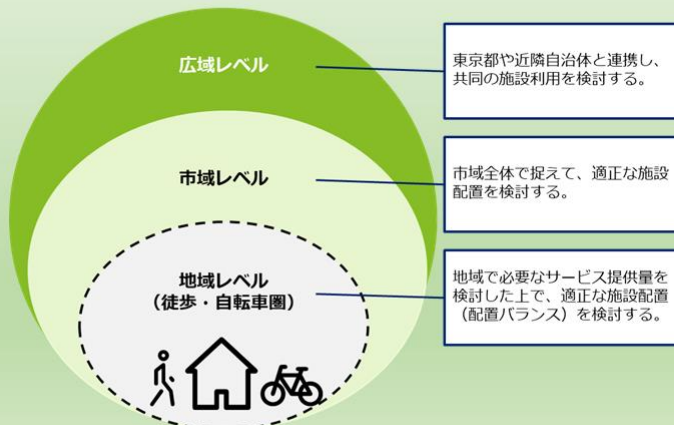 広域レベル
東京都や近隣自治体と連携し、
共同の施設利用を検討する。
市域レベル
市域全体で捉えて、適正な施設
配置を検討する。
地域レベル
（徒歩・自転車圏）
地域で必要なサービス提供量を
検討した上で、適正な施設配置
（配置バランス）を検討する。